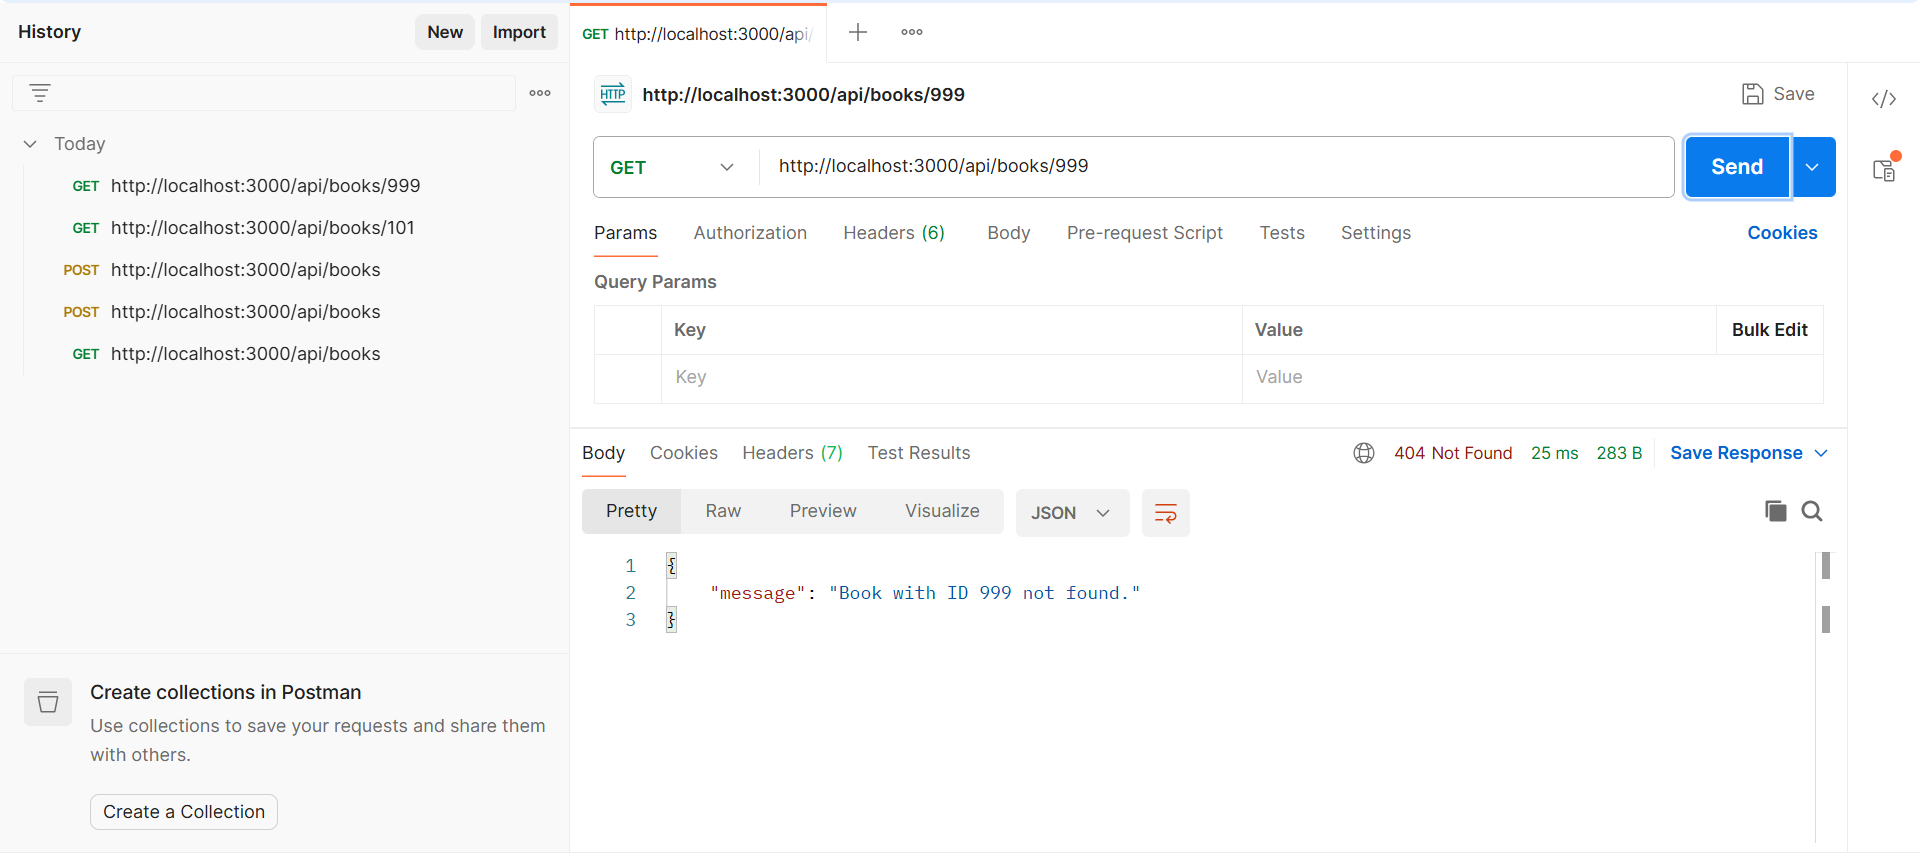 History
New
Import
Today
GET http://localhost:3000/api/books/999
GET http://localhost:3000/api/books/101
POST http://localhost:3000/api/books
POST http://localhost:3000/api/books
GET http://localhost:3000/api/books
Create collections in Postman
Use collections to save your requests and share them
with others.
Create a Collection
GET http://localhost:3000/api/
HTTP http://localhost:3000/api/books/999
Save
GET http://localhost:3000/api/books/999
Send
Params Authorization Headers (6) Body Pre-request Script Tests Settings Cookies
Query Params
Key Value Bulk Edit
Key Value
Body Cookies Headers (7) Test Results 404 Not Found 25 ms 283 B Save Response
Pretty Raw Preview Visualize JSON
1 {
2 "message": "Book with ID 999 not found."
3 }